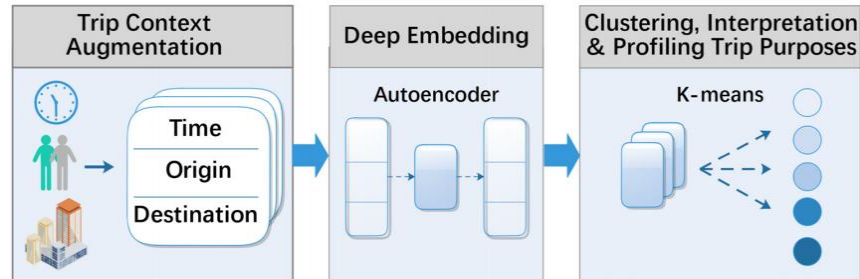 Trip Context
Augmentation
Time
Origin
Destination
Deep Embedding
Autoencoder
Clustering, Interpretation
& Profiling Trip Purposes
K-means